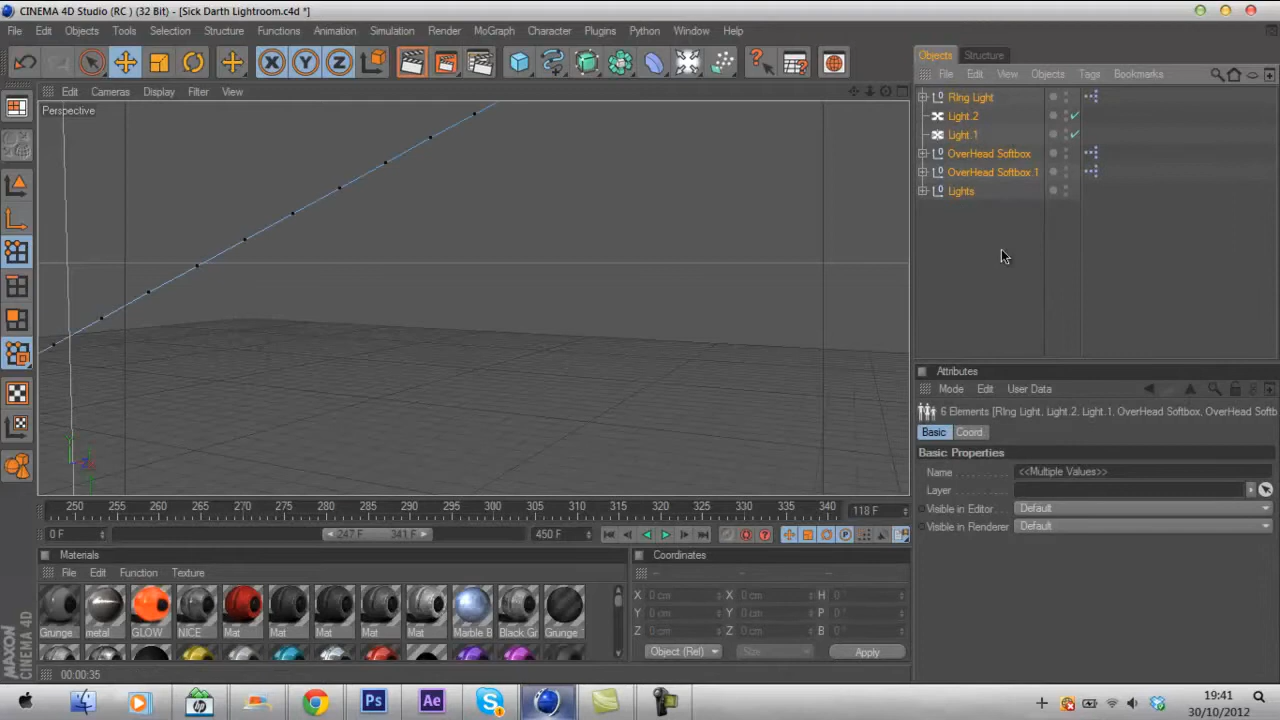 CINEMA 4D Studio (RC ) (32 Bit) - [Sick Darth Lightroom.c4d *]
File Edit Objects Tools Selection Structure Functions Animation Simulation Render MoGraph Character Plugins Python Window Help
Objects Structure
File Edit View Objects Tags Bookmarks
Edit Cameras Display Filter View
Perspective
RIng Light
Light.2
Light.1
OverHead Softbox
OverHead Softbox.1
Lights
Attributes
Mode Edit User Data
6 Elements [RIng Light, Light.2, Light.1, OverHead Softbox, OverHead Softb
Basic Coord
Basic Properties
Name <<Multiple Values>>
Layer
Visible in Editor Default
Visible in Renderer Default
250 255 260 265 270 275 280 285 290 295 300 305 310 315 320 325 330 335 340 118 F
0 F 247 F 341 F 450 F
Materials
File Edit Function Texture
Grunge metal GLOW NICE Mat Mat Mat Mat Mat Marble B Black Gr Grunge
Coordinates
X 0 cm X 0 cm H 0 °
Y 0 cm Y 0 cm P 0 °
Z 0 cm Z 0 cm B 0 °
Object (Rel) Size Apply
MAXON
CINEMA 4D
00:00:35
Ps Ae
19:41
30/10/2012